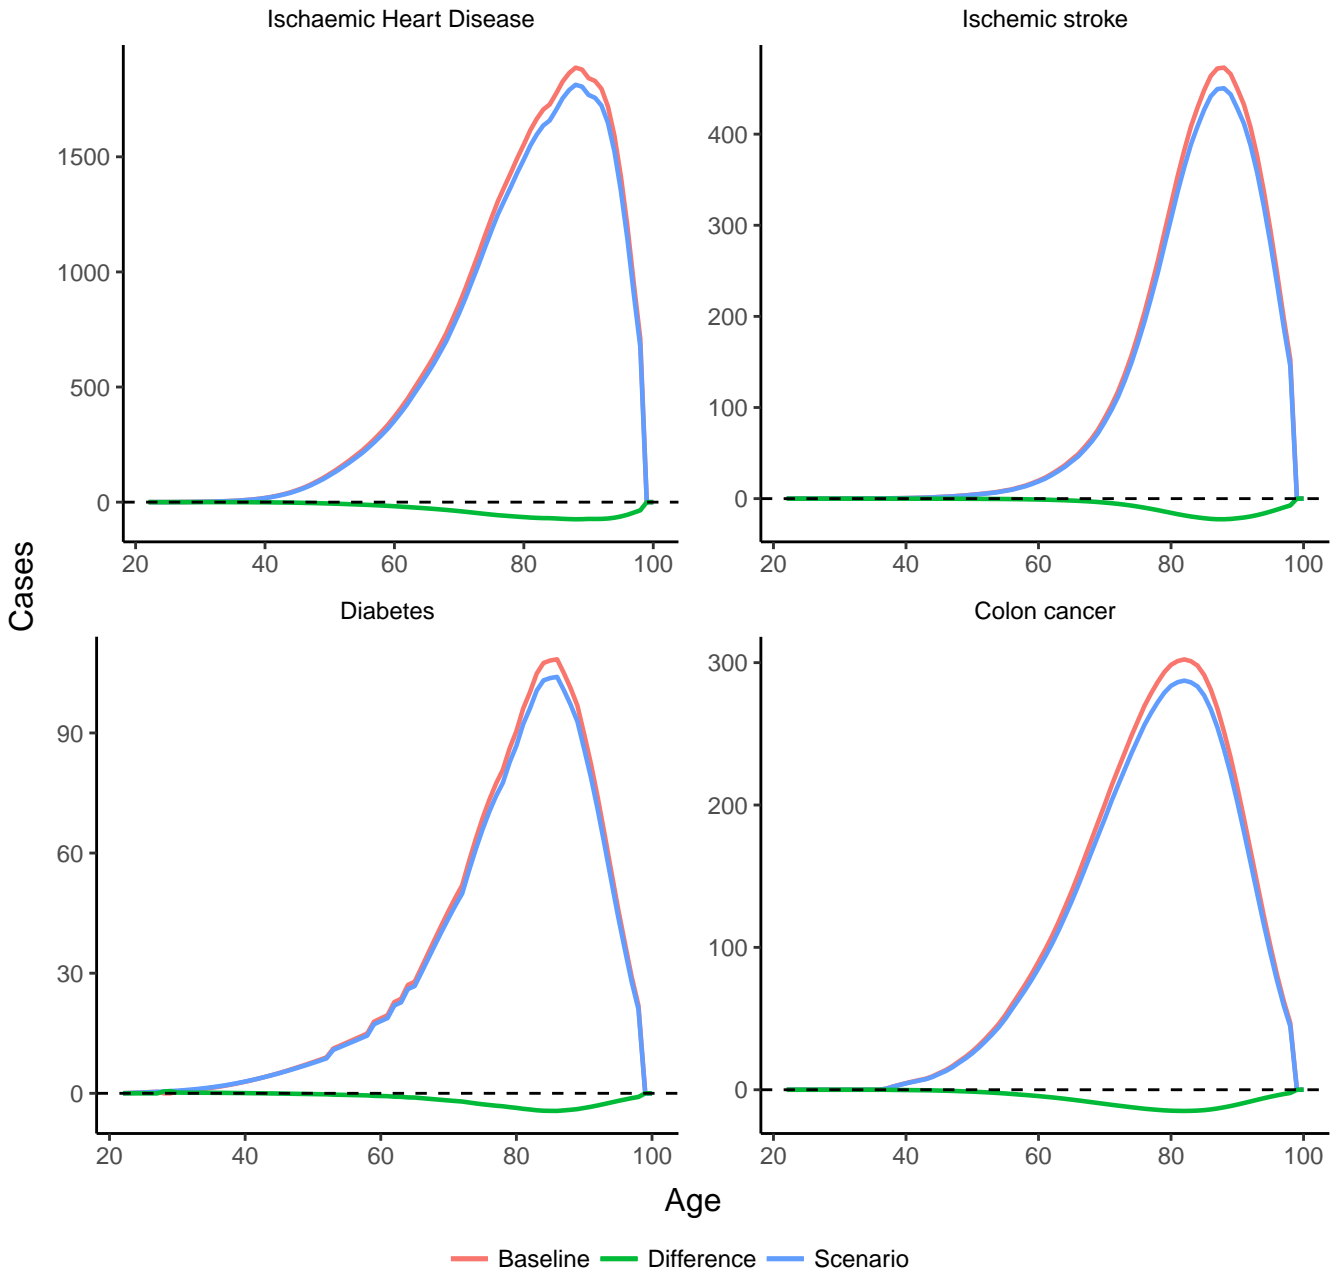 Ischaemic Heart Disease
Ischemic stroke
1500
1000
500
0
20 40 60 80 100
400
300
200
100
0
20 40 60 80 100
Cases
Diabetes
Colon cancer
90
60
30
0
20 40 60 80 100
300
200
100
0
20 40 60 80 100
Age
Baseline Difference Scenario